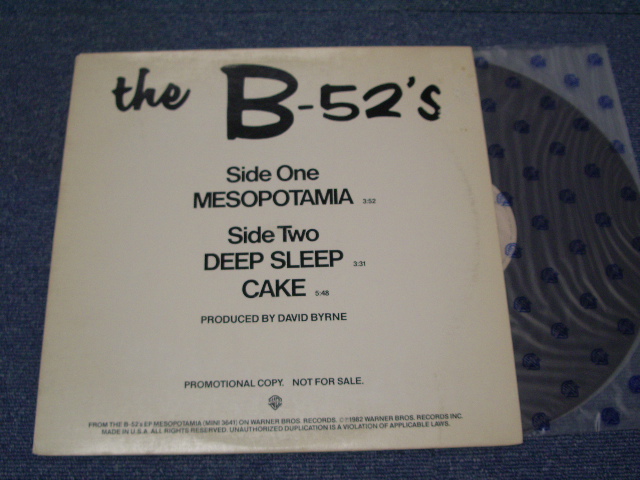 the B-52's
Side One
MESOPOTAMIA 3:52
Side Two
DEEP SLEEP 3:31
CAKE 5:48
PRODUCED BY DAVID BYRNE
PROMOTIONAL COPY. NOT FOR SALE.
FROM THE B-52's EP MESOPOTAMIA (MINI 3641) ON WARNER BROS. RECORDS. ©℗1982 WARNER BROS. RECORDS INC.
MADE IN U.S.A. ALL RIGHTS RESERVED. UNAUTHORIZED DUPLICATION IS A VIOLATION OF APPLICABLE LAWS.